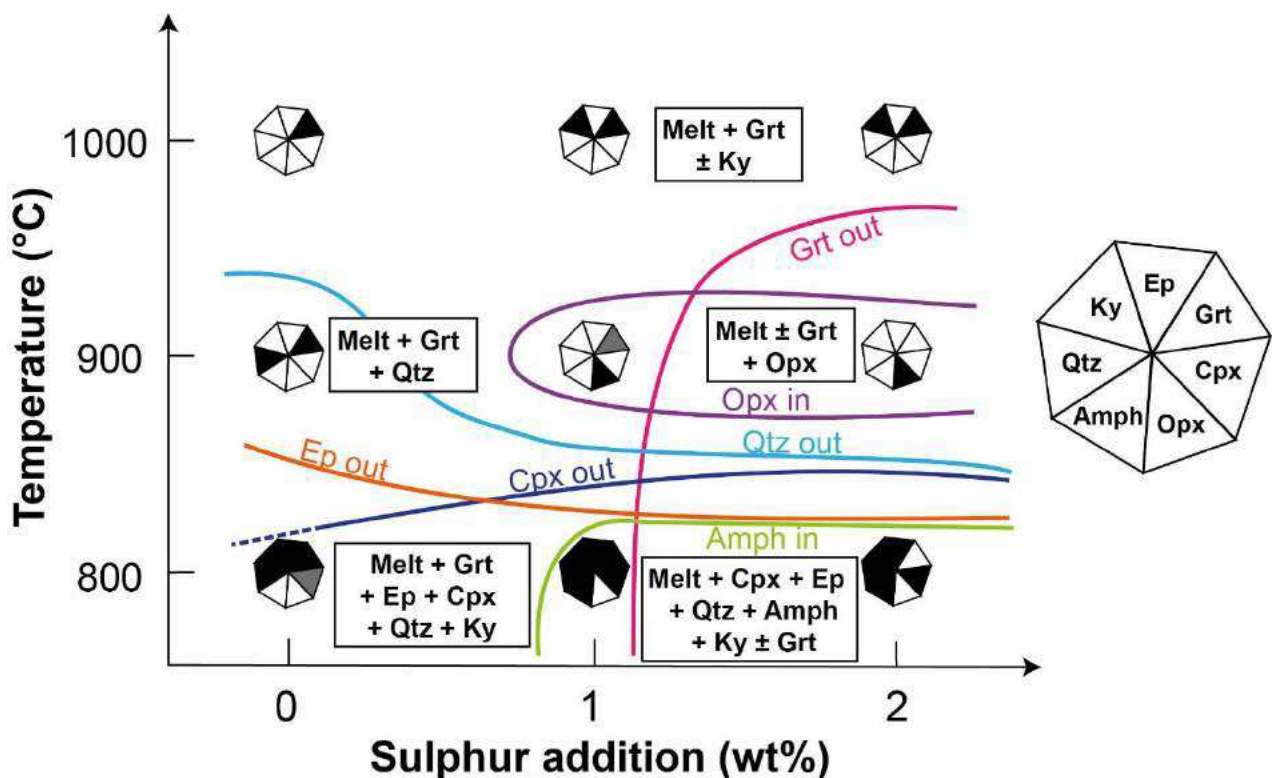 1000
900
800
Temperature (°C)
Melt + Grt
± Ky
Grt out
Melt + Grt
+ Qtz
Melt ± Grt
+ Opx
Opx in
Qtz out
Ep out
Cpx out
Amph in
Melt + Grt
+ Ep + Cpx
+ Qtz + Ky
Melt + Cpx + Ep
+ Qtz + Amph
+ Ky ± Grt
0
1
2
Sulphur addition (wt%)
Ep
Ky
Grt
Qtz
Cpx
Amph
Opx